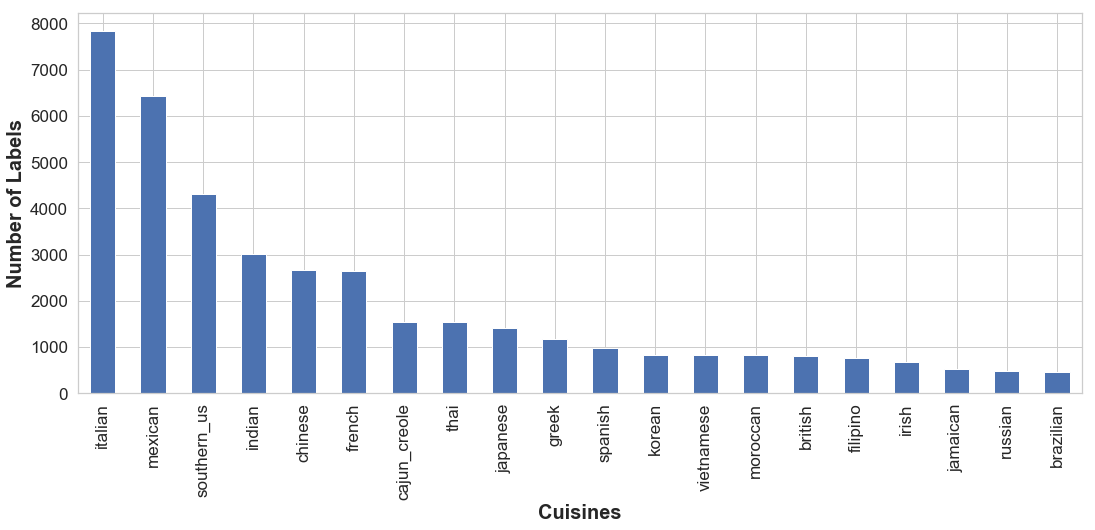 8000
7000
6000
5000
4000
3000
2000
1000
0
Number of Labels
italian
mexican
southern_us
indian
chinese
french
cajun_creole
thai
japanese
greek
spanish
korean
vietnamese
moroccan
british
filipino
irish
jamaican
russian
brazilian
Cuisines